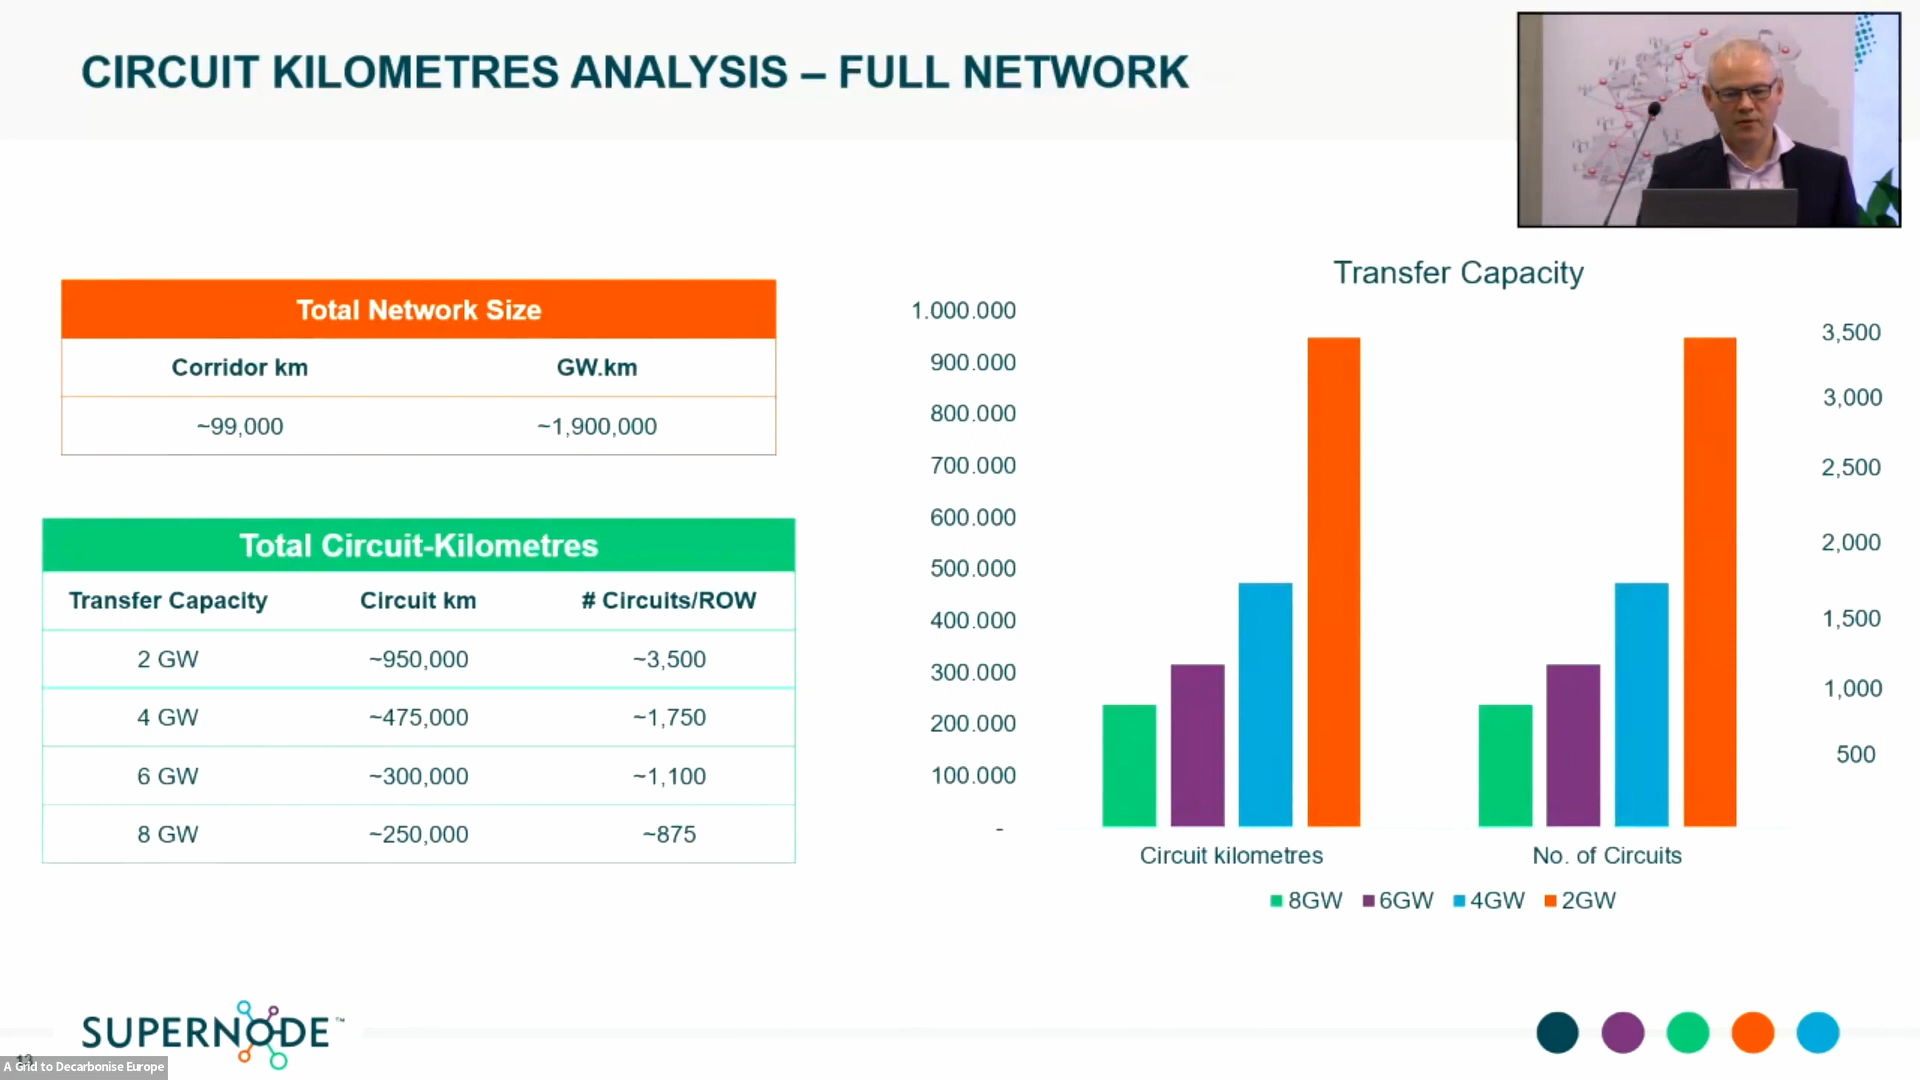 CIRCUIT KILOMETRES ANALYSIS – FULL NETWORK
Total Network Size
Corridor km GW.km
~99,000 ~1,900,000
Total Circuit-Kilometres
Transfer Capacity Circuit km # Circuits/ROW
2 GW ~950,000 ~3,500
4 GW ~475,000 ~1,750
6 GW ~300,000 ~1,100
8 GW ~250,000 ~875
Transfer Capacity
1.000.000
900.000
800.000
700.000
600.000
500.000
400.000
300.000
200.000
100.000
-
3,500
3,000
2,500
2,000
1,500
1,000
500
Circuit kilometres No. of Circuits
8GW 6GW 4GW 2GW
SUPERNODE™
13
A Grid to Decarbonise Europe